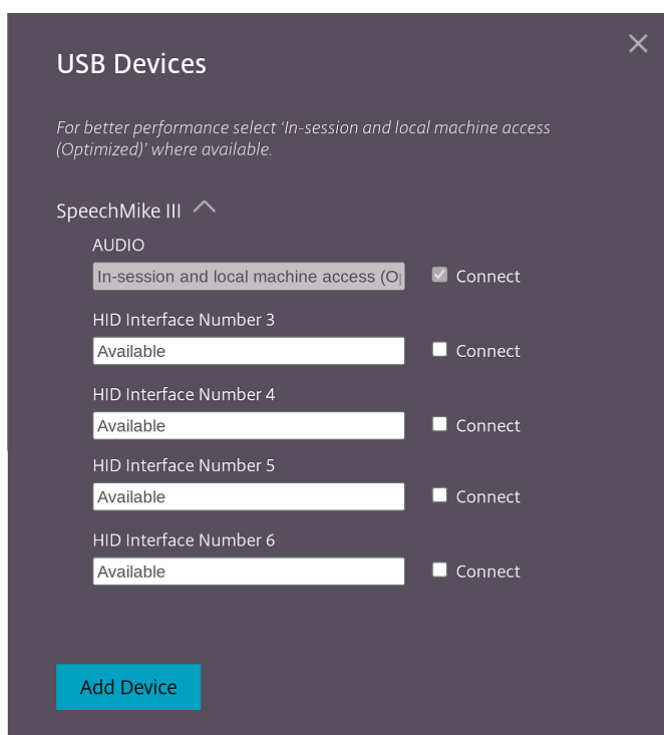 USB Devices
For better performance select 'In-session and local machine access
(Optimized)' where available.
SpeechMike III
AUDIO
In-session and local machine access (O
Connect
HID Interface Number 3
Available
Connect
HID Interface Number 4
Available
Connect
HID Interface Number 5
Available
Connect
HID Interface Number 6
Available
Connect
Add Device